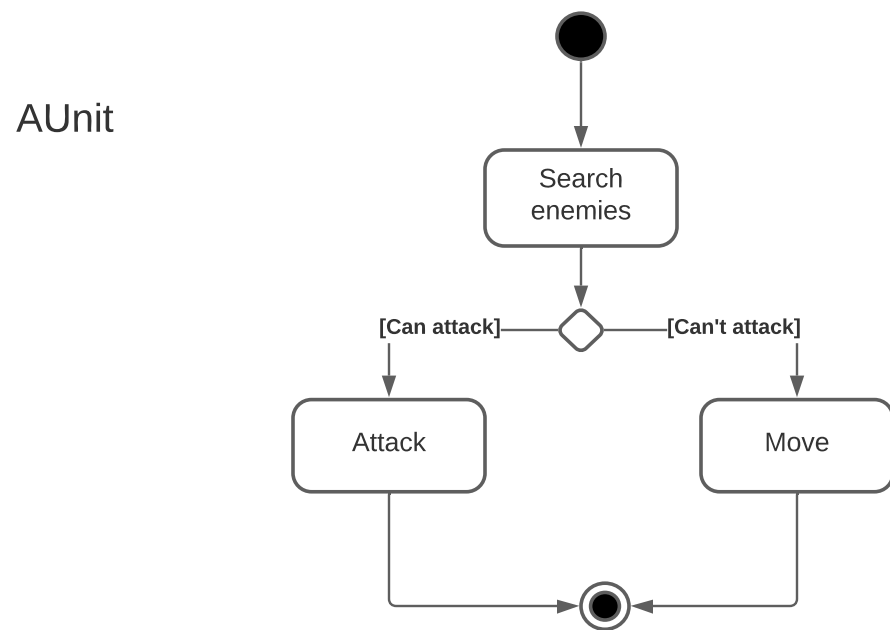 AUnit
Search
enemies
[Can attack]
[Can't attack]
Attack
Move